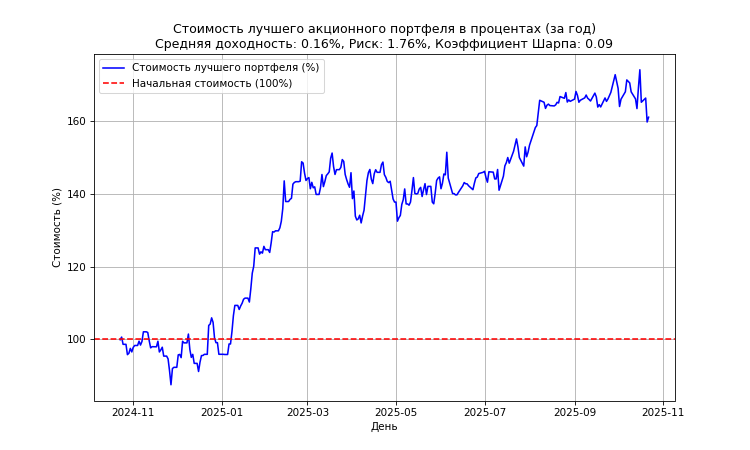 Стоимость лучшего акционного портфеля в процентах (за год)
Средняя доходность: 0.16%, Риск: 1.76%, Коэффициент Шарпа: 0.09
Стоимость лучшего портфеля (%)
Начальная стоимость (100%)
Стоимость (%)
160
140
120
100
2024-11
2025-01
2025-03
2025-05
2025-07
2025-09
2025-11
День